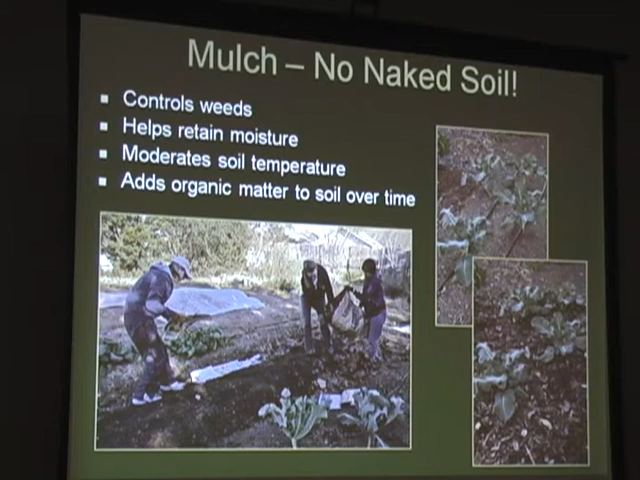 Mulch – No Naked Soil!
Controls weeds
Helps retain moisture
Moderates soil temperature
Adds organic matter to soil over time